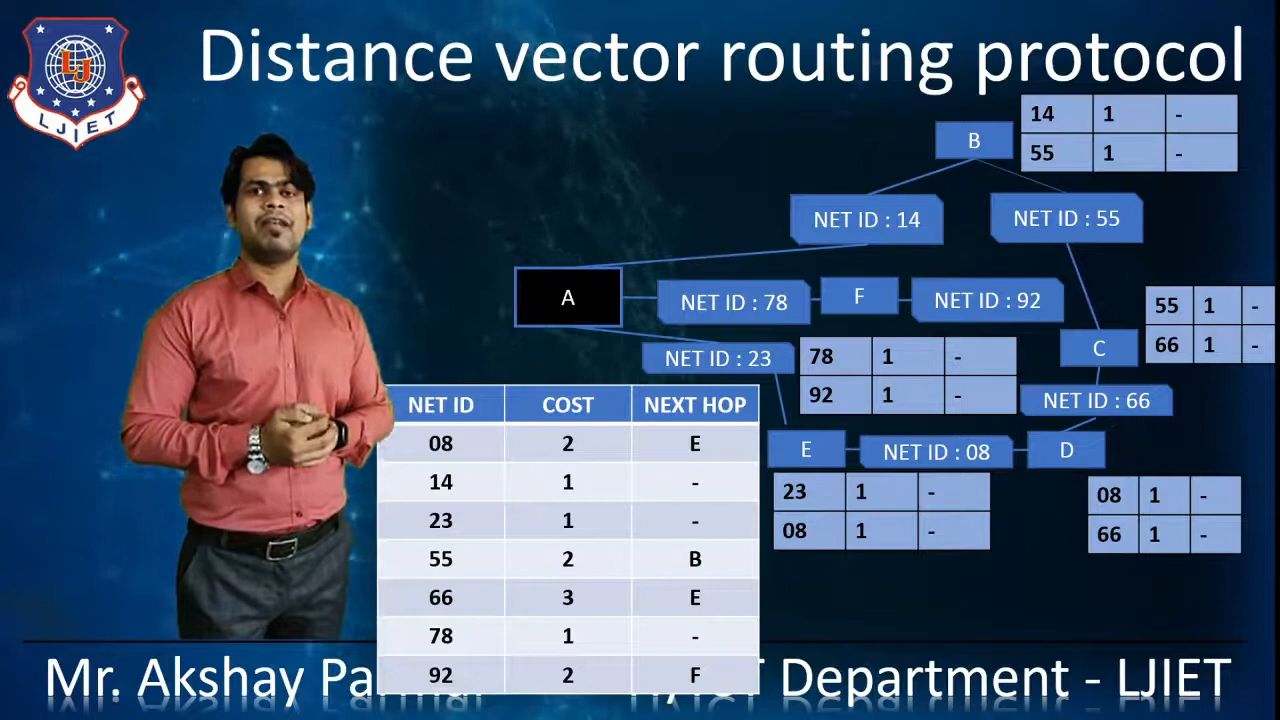 Distance vector routing protocol
LJ
LJIET
B
14 1 -
55 1 -
NET ID : 14
NET ID : 55
A
NET ID : 78
F
NET ID : 92
55 1 -
66 1 -
NET ID : 23
78 1 -
92 1 -
C
NET ID : 66
E
NET ID : 08
D
23 1 -
08 1 -
08 1 -
66 1 -
NET ID COST NEXT HOP
08 2 E
14 1 -
23 1 -
55 2 B
66 3 E
78 1 -
92 2 F
Mr. Akshay Department - LJIET